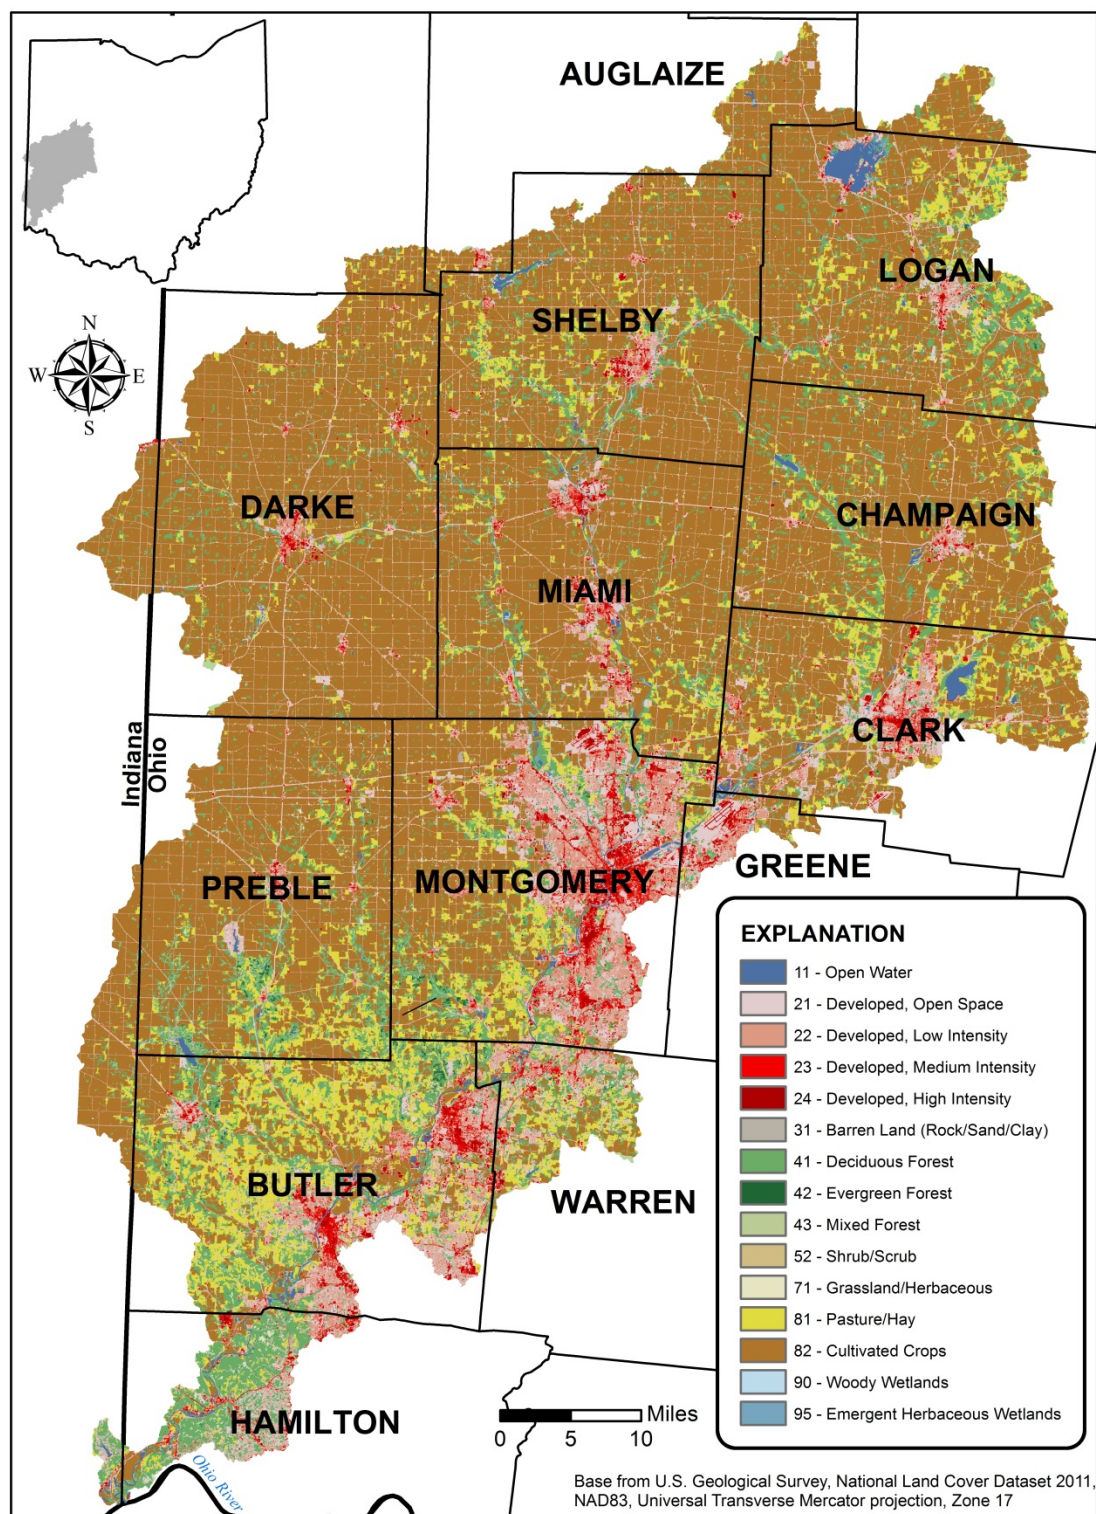 AUGLAIZE
LOGAN
SHELBY
N
W E
S
DARKE
CHAMPAIGN
MIAMI
CLARK
Indiana
Ohio
PREBLE
MONTGOMERY
GREENE
BUTLER
WARREN
HAMILTON
Ohio River
EXPLANATION
11 - Open Water
21 - Developed, Open Space
22 - Developed, Low Intensity
23 - Developed, Medium Intensity
24 - Developed, High Intensity
31 - Barren Land (Rock/Sand/Clay)
41 - Deciduous Forest
42 - Evergreen Forest
43 - Mixed Forest
52 - Shrub/Scrub
71 - Grassland/Herbaceous
81 - Pasture/Hay
82 - Cultivated Crops
90 - Woody Wetlands
95 - Emergent Herbaceous Wetlands
Miles
0 5 10
Base from U.S. Geological Survey, National Land Cover Dataset 2011,
NAD83, Universal Transverse Mercator projection, Zone 17